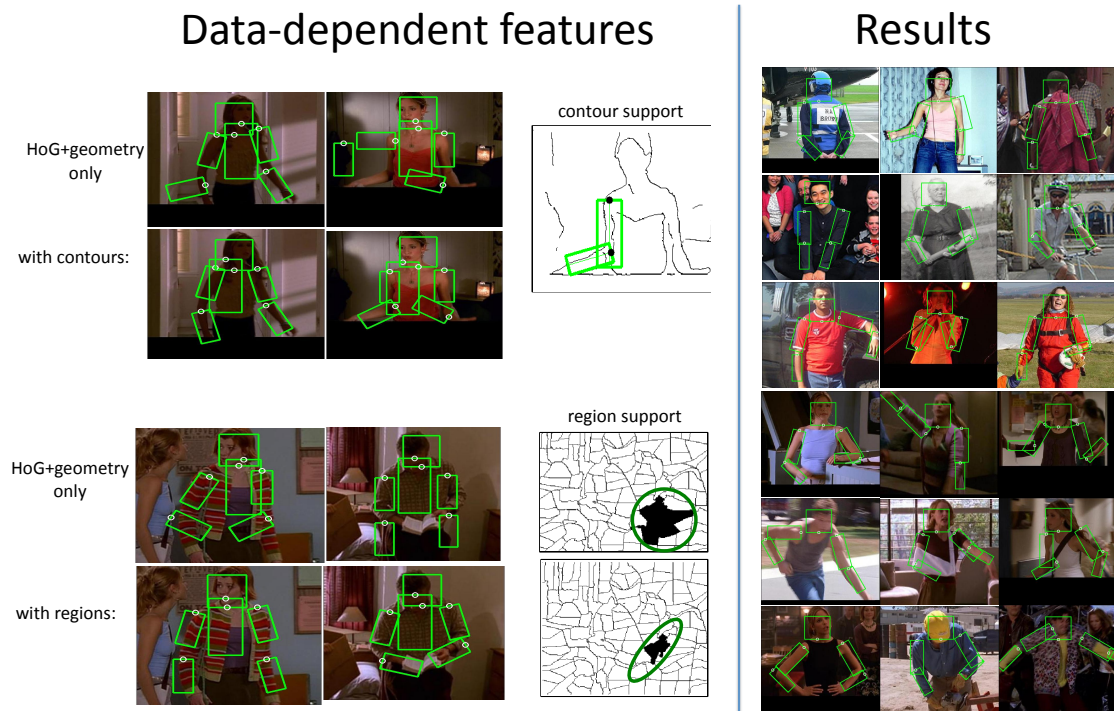 Data-dependent features
Results
HoG+geometry
only
contour support
with contours:
HoG+geometry
only
region support
with regions: